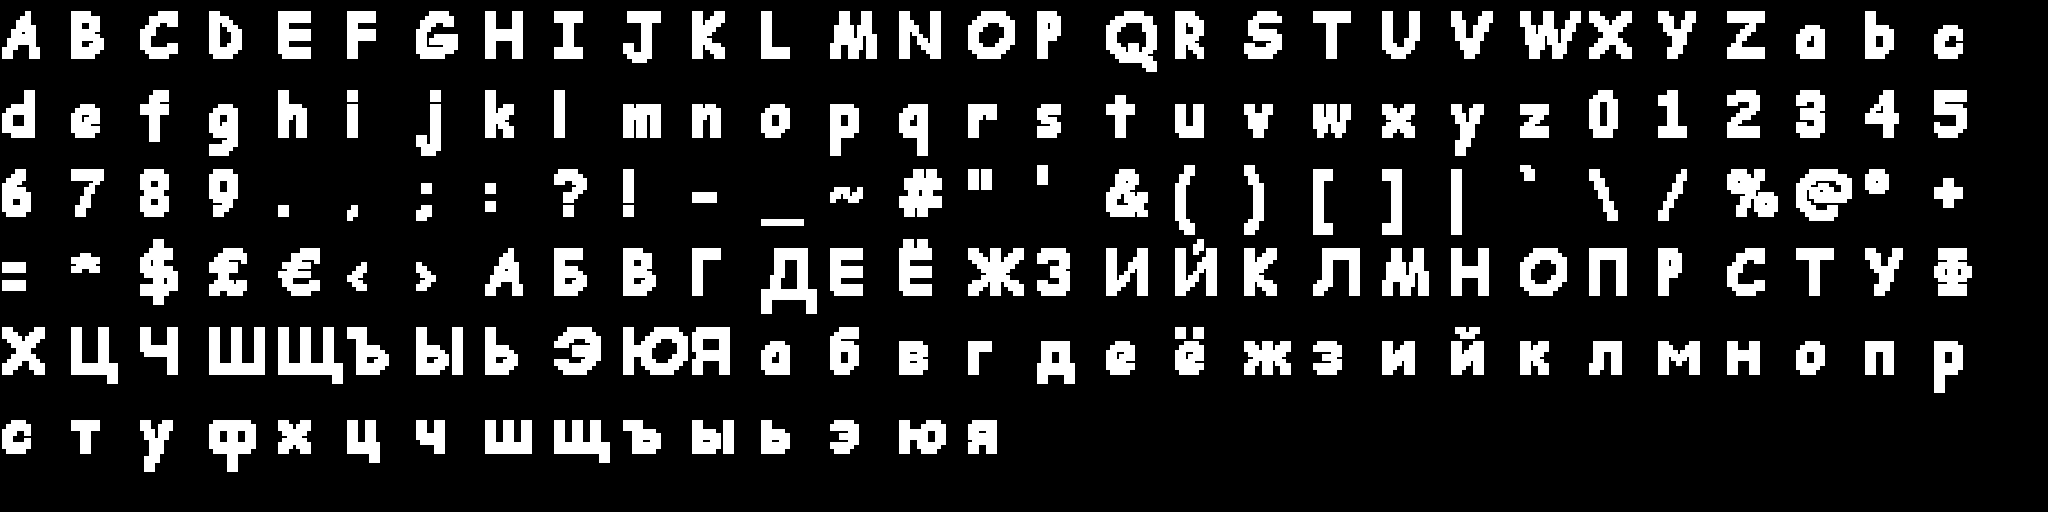 A B C D E F G H I J K L M N O P Q R S T U V W X Y Z a b c
d e f g h i j k l m n o p q r s t u v w x y z 0 1 2 3 4 5
6 7 8 9 . , ; : ? ! - _ ~ # " ' & ( ) [ ] | ` \ / % @ ° +
= * $ £ € < > А Б В Г Д Е Ё Ж З И Й К Л М Н О П Р С Т У Ф
Х Ц Ч Ш Щ Ъ Ы Ь Э Ю Я а б в г д е ё ж з и й к л м н о п р
с т у ф х ц ч ш щ ъ ы ь э ю я